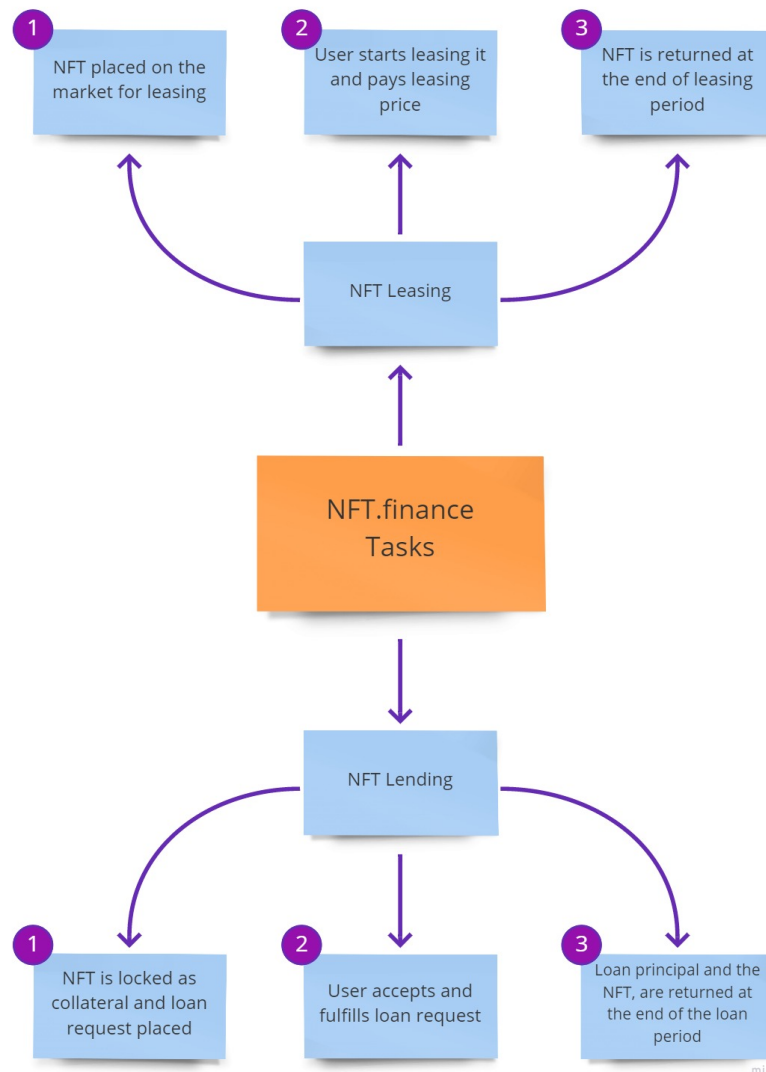 1
NFT placed on the
market for leasing
2
User starts leasing it
and pays leasing
price
3
NFT is returned at
the end of leasing
period
NFT Leasing
NFT.finance
Tasks
NFT Lending
1
NFT is locked as
collateral and loan
request placed
2
User accepts and
fulfills loan request
3
Loan principal and the
NFT, are returned at
the end of the loan
period